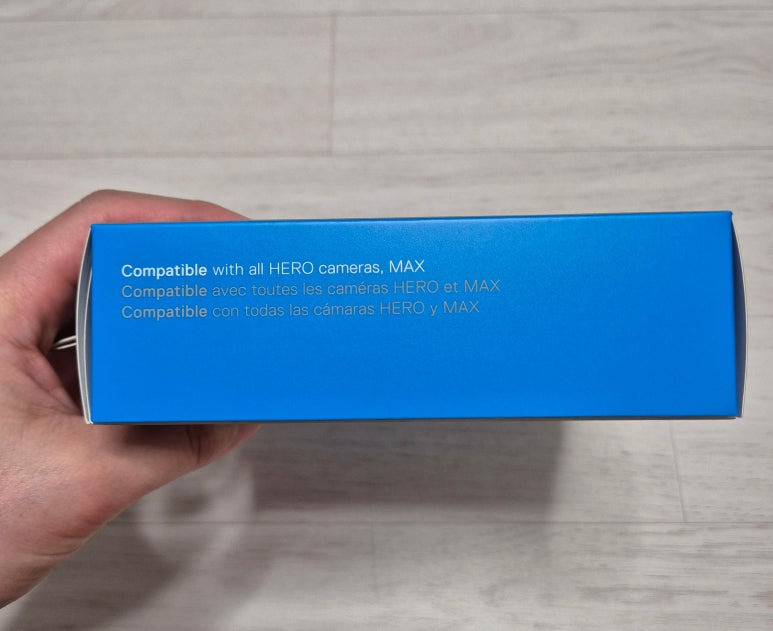 Compatible with all HERO cameras, MAX
Compatible avec toutes les caméras HERO et MAX
Compatible con todas las cámaras HERO y MAX